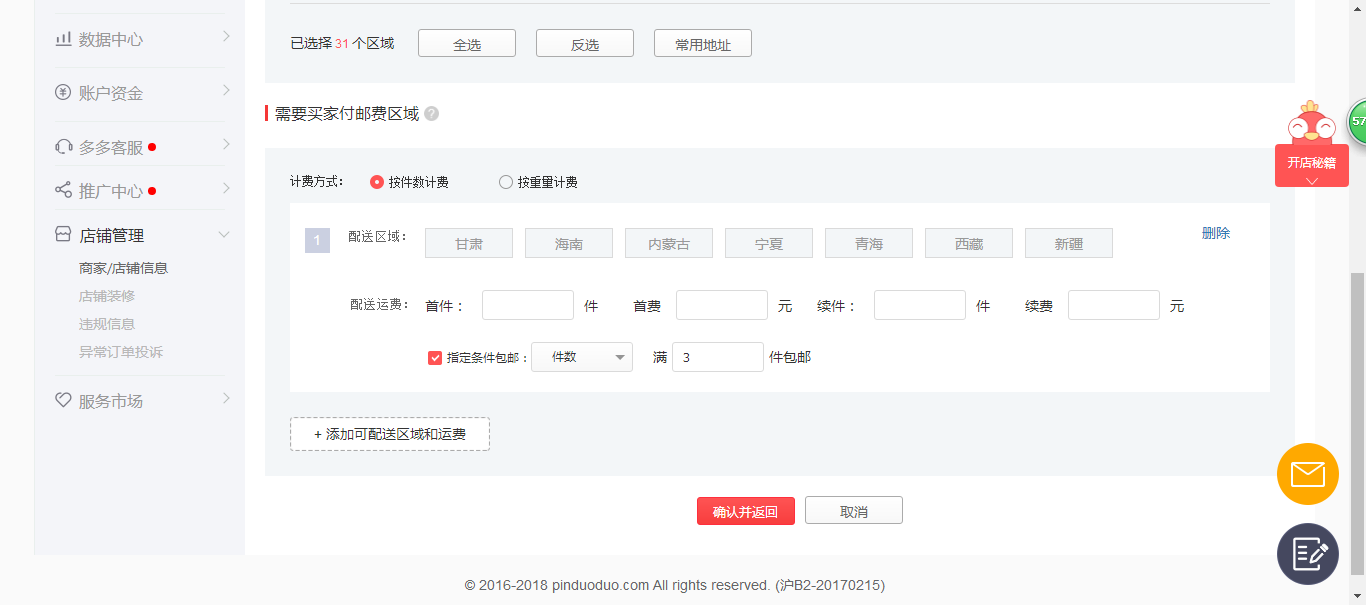 数据中心
账户资金
多多客服
推广中心
店铺管理
商家/店铺信息
店铺装修
违规信息
异常订单投诉
服务市场
已选择 31 个区域 全选 反选 常用地址
需要买家付邮费区域 ?
计费方式: 按件数计费 按重量计费
1 配送区域: 甘肃 海南 内蒙古 宁夏 青海 西藏 新疆 删除
配送运费: 首件: 件 首费 元 续件: 件 续费 元
指定条件包邮: 件数 满 3 件包邮
+ 添加可配送区域和运费
确认并返回 取消
开店秘籍
57
© 2016-2018 pinduoduo.com All rights reserved. (沪B2-20170215)